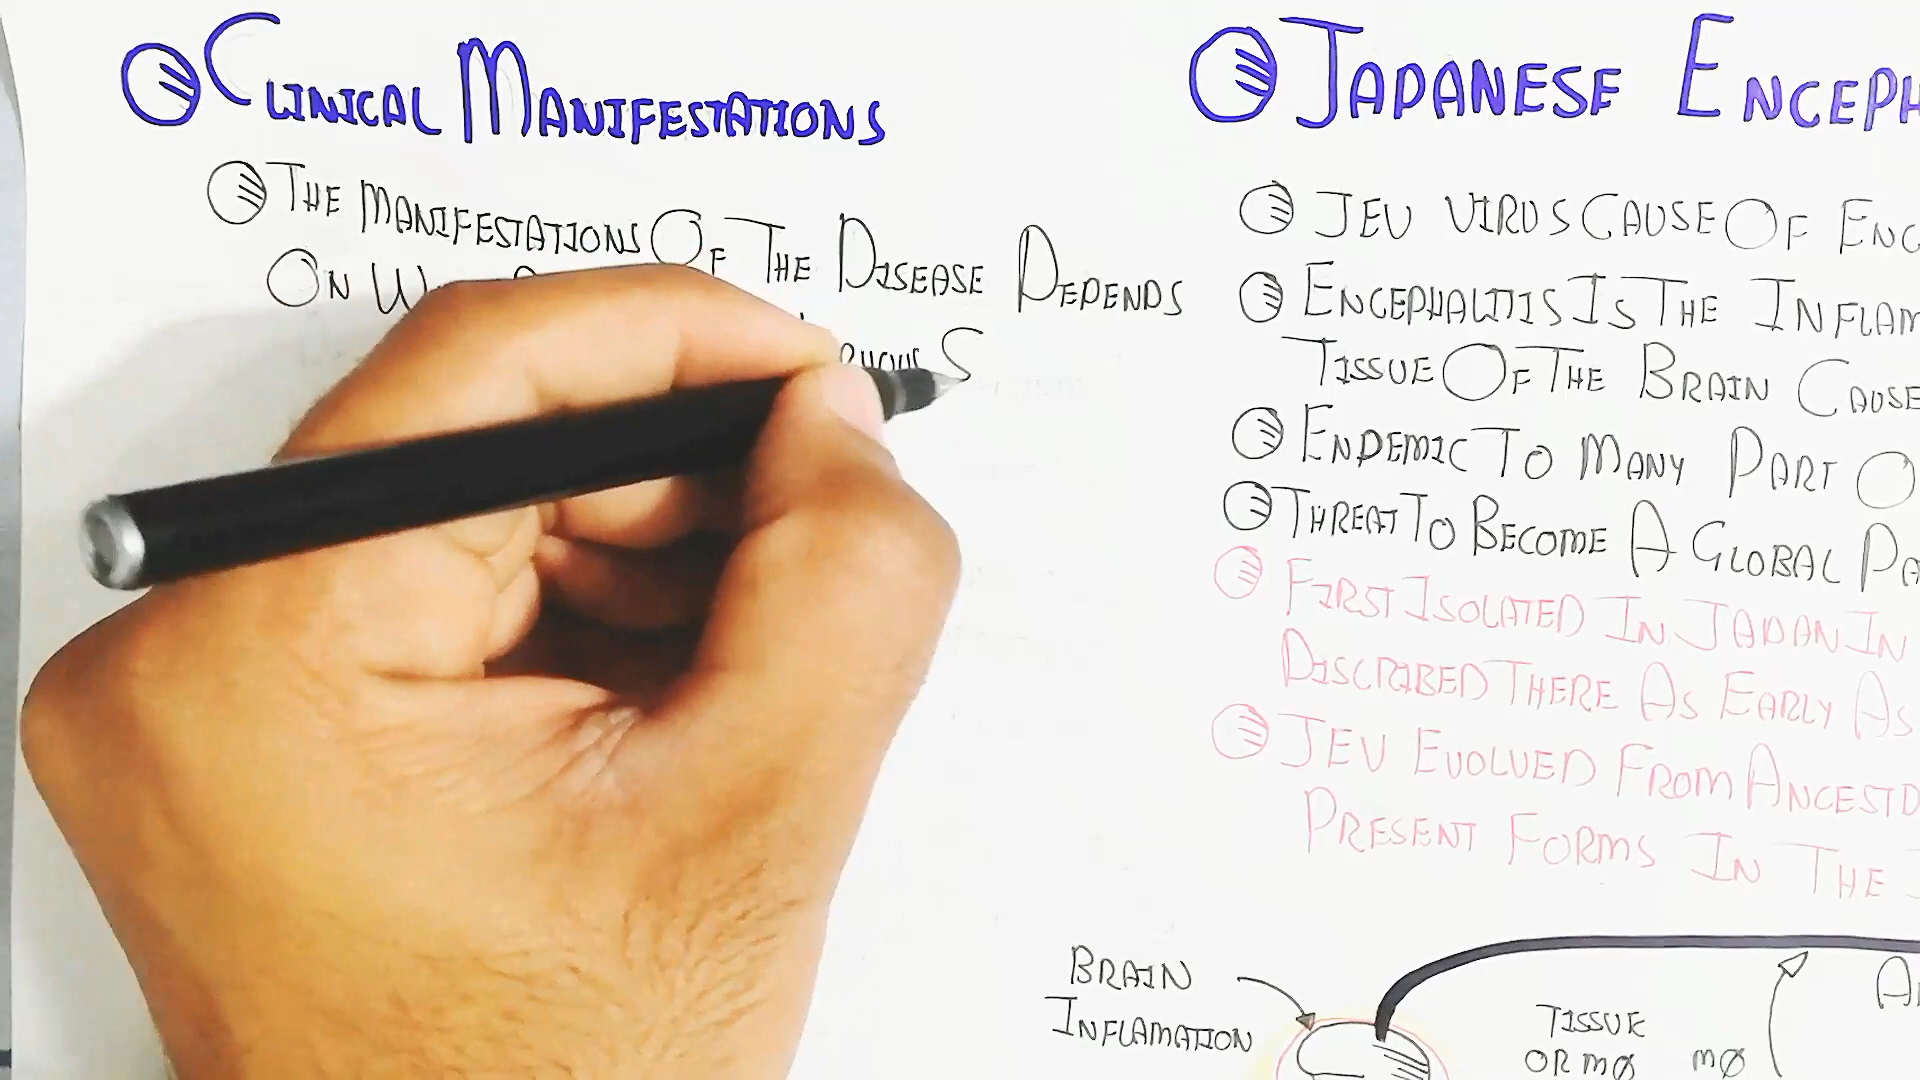 CLINICAL MANIFESTATIONS
THE MANIFESTATIONS OF THE DISEASE DEPENDS
ON
S
JAPANESE ENCEPH
JEV VIRUS CAUSE OF ENC
ENCEPHALITIS IS THE INFLAM
TISSUE OF THE BRAIN CAUSE
ENDEMIC TO MANY PART O
THREAT TO BECOME A GLOBAL PA
FIRST ISOLATED IN JAPAN IN
DISCRIBED THERE AS EARLY AS
JEV EVOLVED FROM ANCESTO
PRESENT FORMS IN THE
BRAIN
INFLAMATION
TISSUE
OR MØ MØ